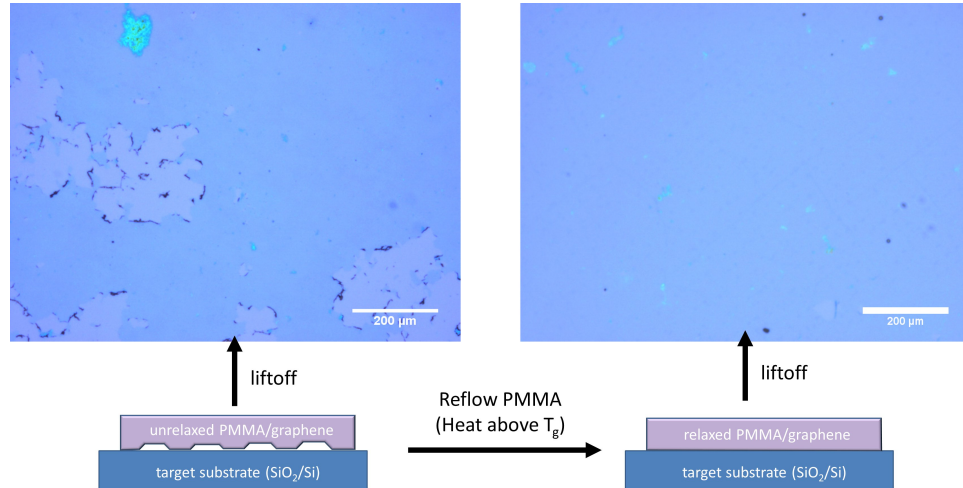 200 µm
200 µm
liftoff
liftoff
Reflow PMMA
(Heat above Tg)
unrelaxed PMMA/graphene
relaxed PMMA/graphene
target substrate (SiO2/Si)
target substrate (SiO2/Si)